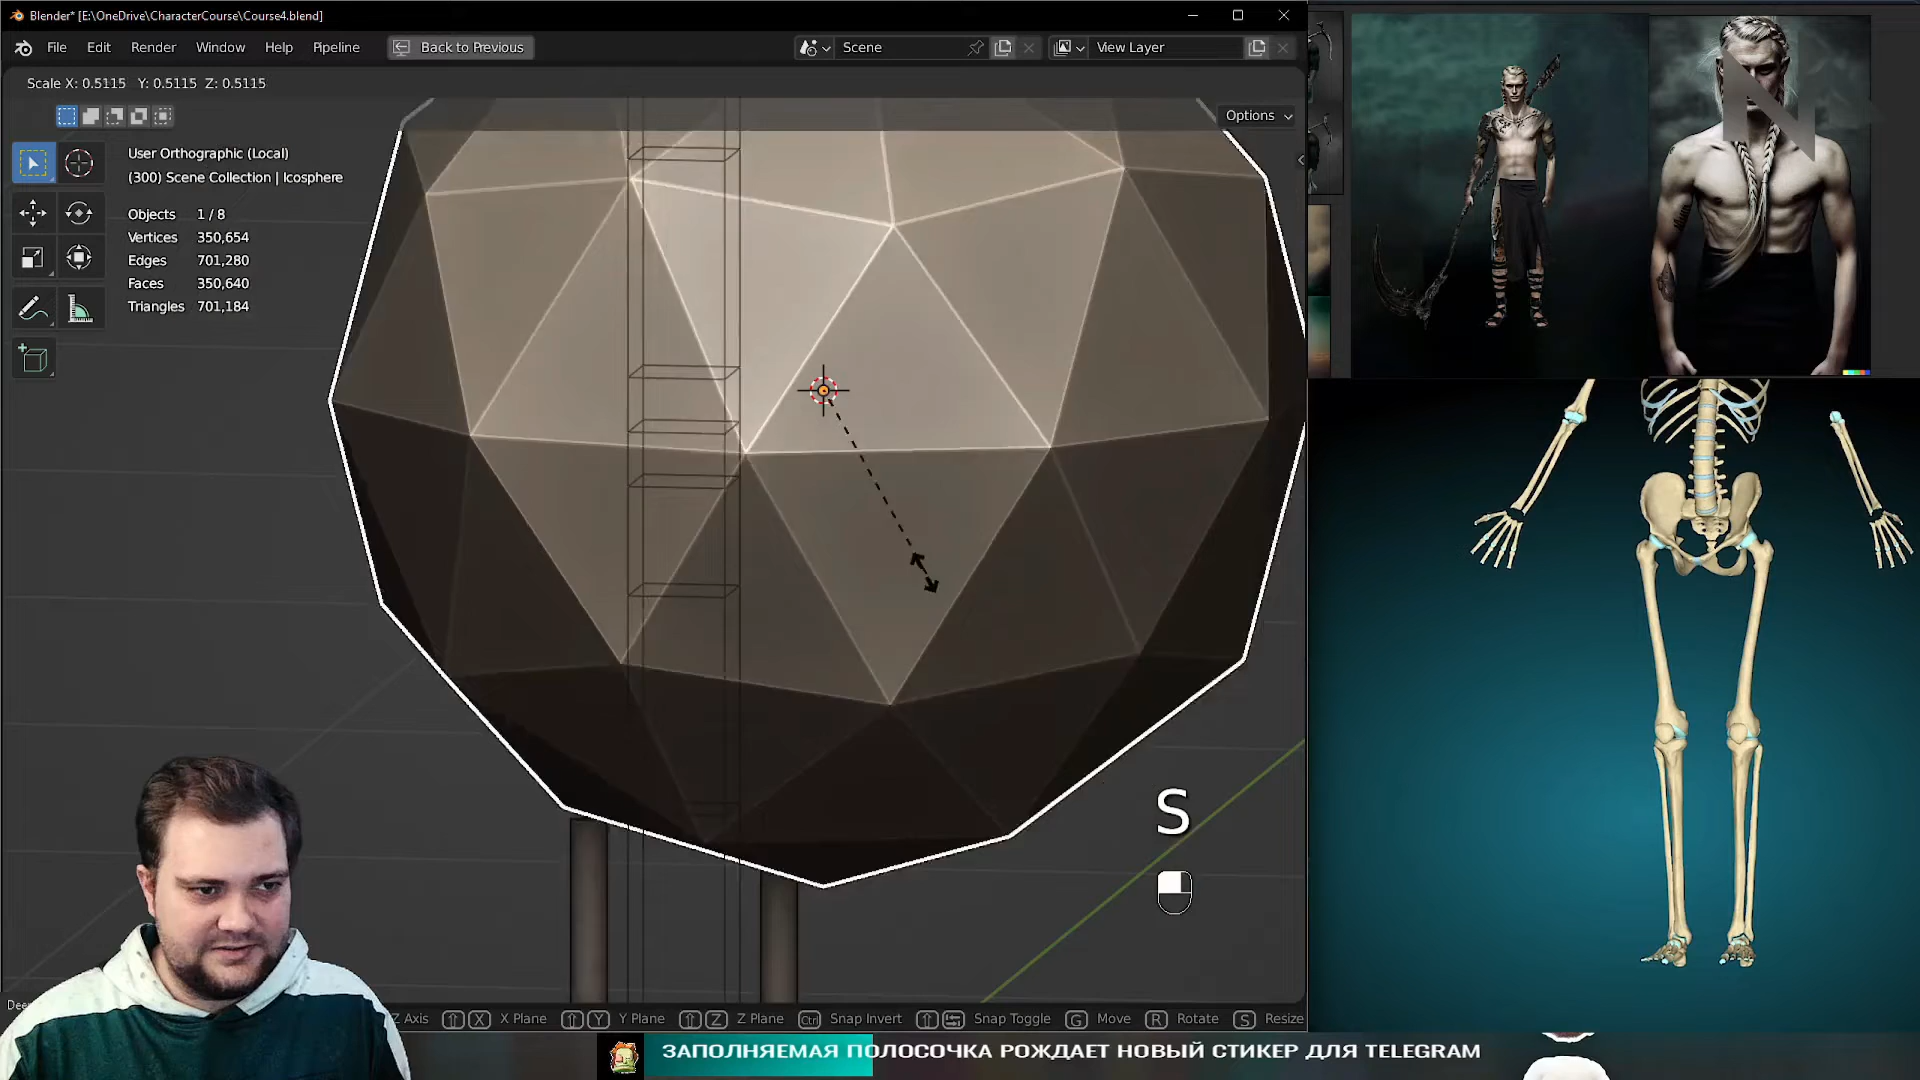 Blender* [E:\OneDrive\CharacterCourse\Course4.blend]
File Edit Render Window Help Pipeline Back to Previous Scene View Layer
Scale X: 0.5115 Y: 0.5115 Z: 0.5115
Options
User Orthographic (Local)
(300) Scene Collection | Icosphere
Objects 1 / 8
Vertices 350,654
Edges 701,280
Faces 350,640
Triangles 701,184
S
Z Axis X X Plane Y Y Plane Z Z Plane Ctrl Snap Invert Snap Toggle G Move R Rotate S Resize
ЗАПОЛНЯЕМАЯ ПОЛОСОЧКА РОЖДАЕТ НОВЫЙ СТИКЕР ДЛЯ TELEGRAM